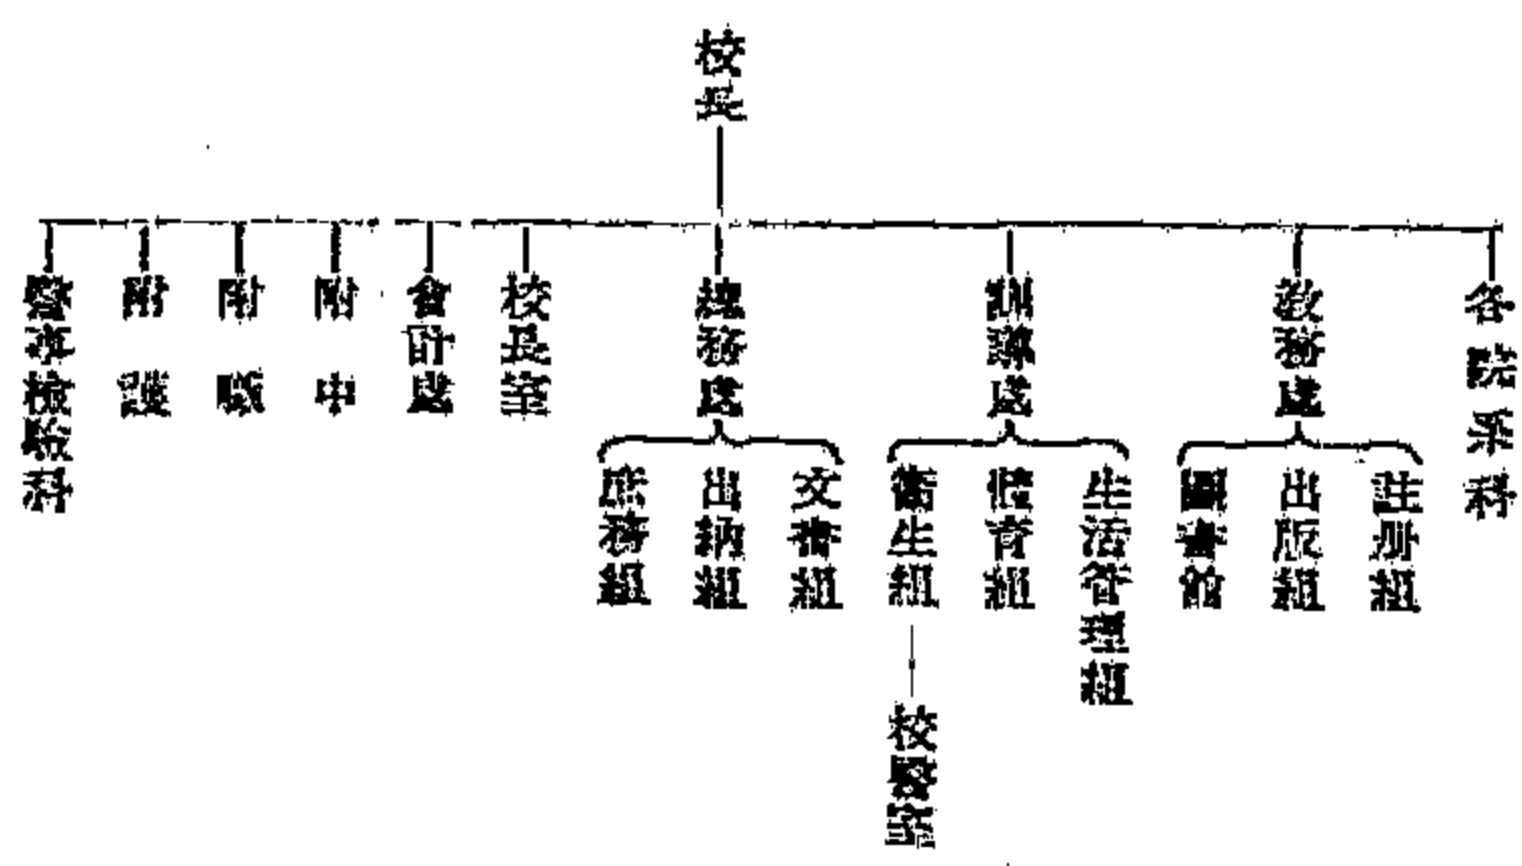 校長
各院系科
教務處
註册組
出版組
圖書館
訓導處
生活管理組
體育組
衛生組
校醫室
總務處
文書組
出納組
庶務組
校長室
會計處
附中
附職
附護
醫事檢驗科